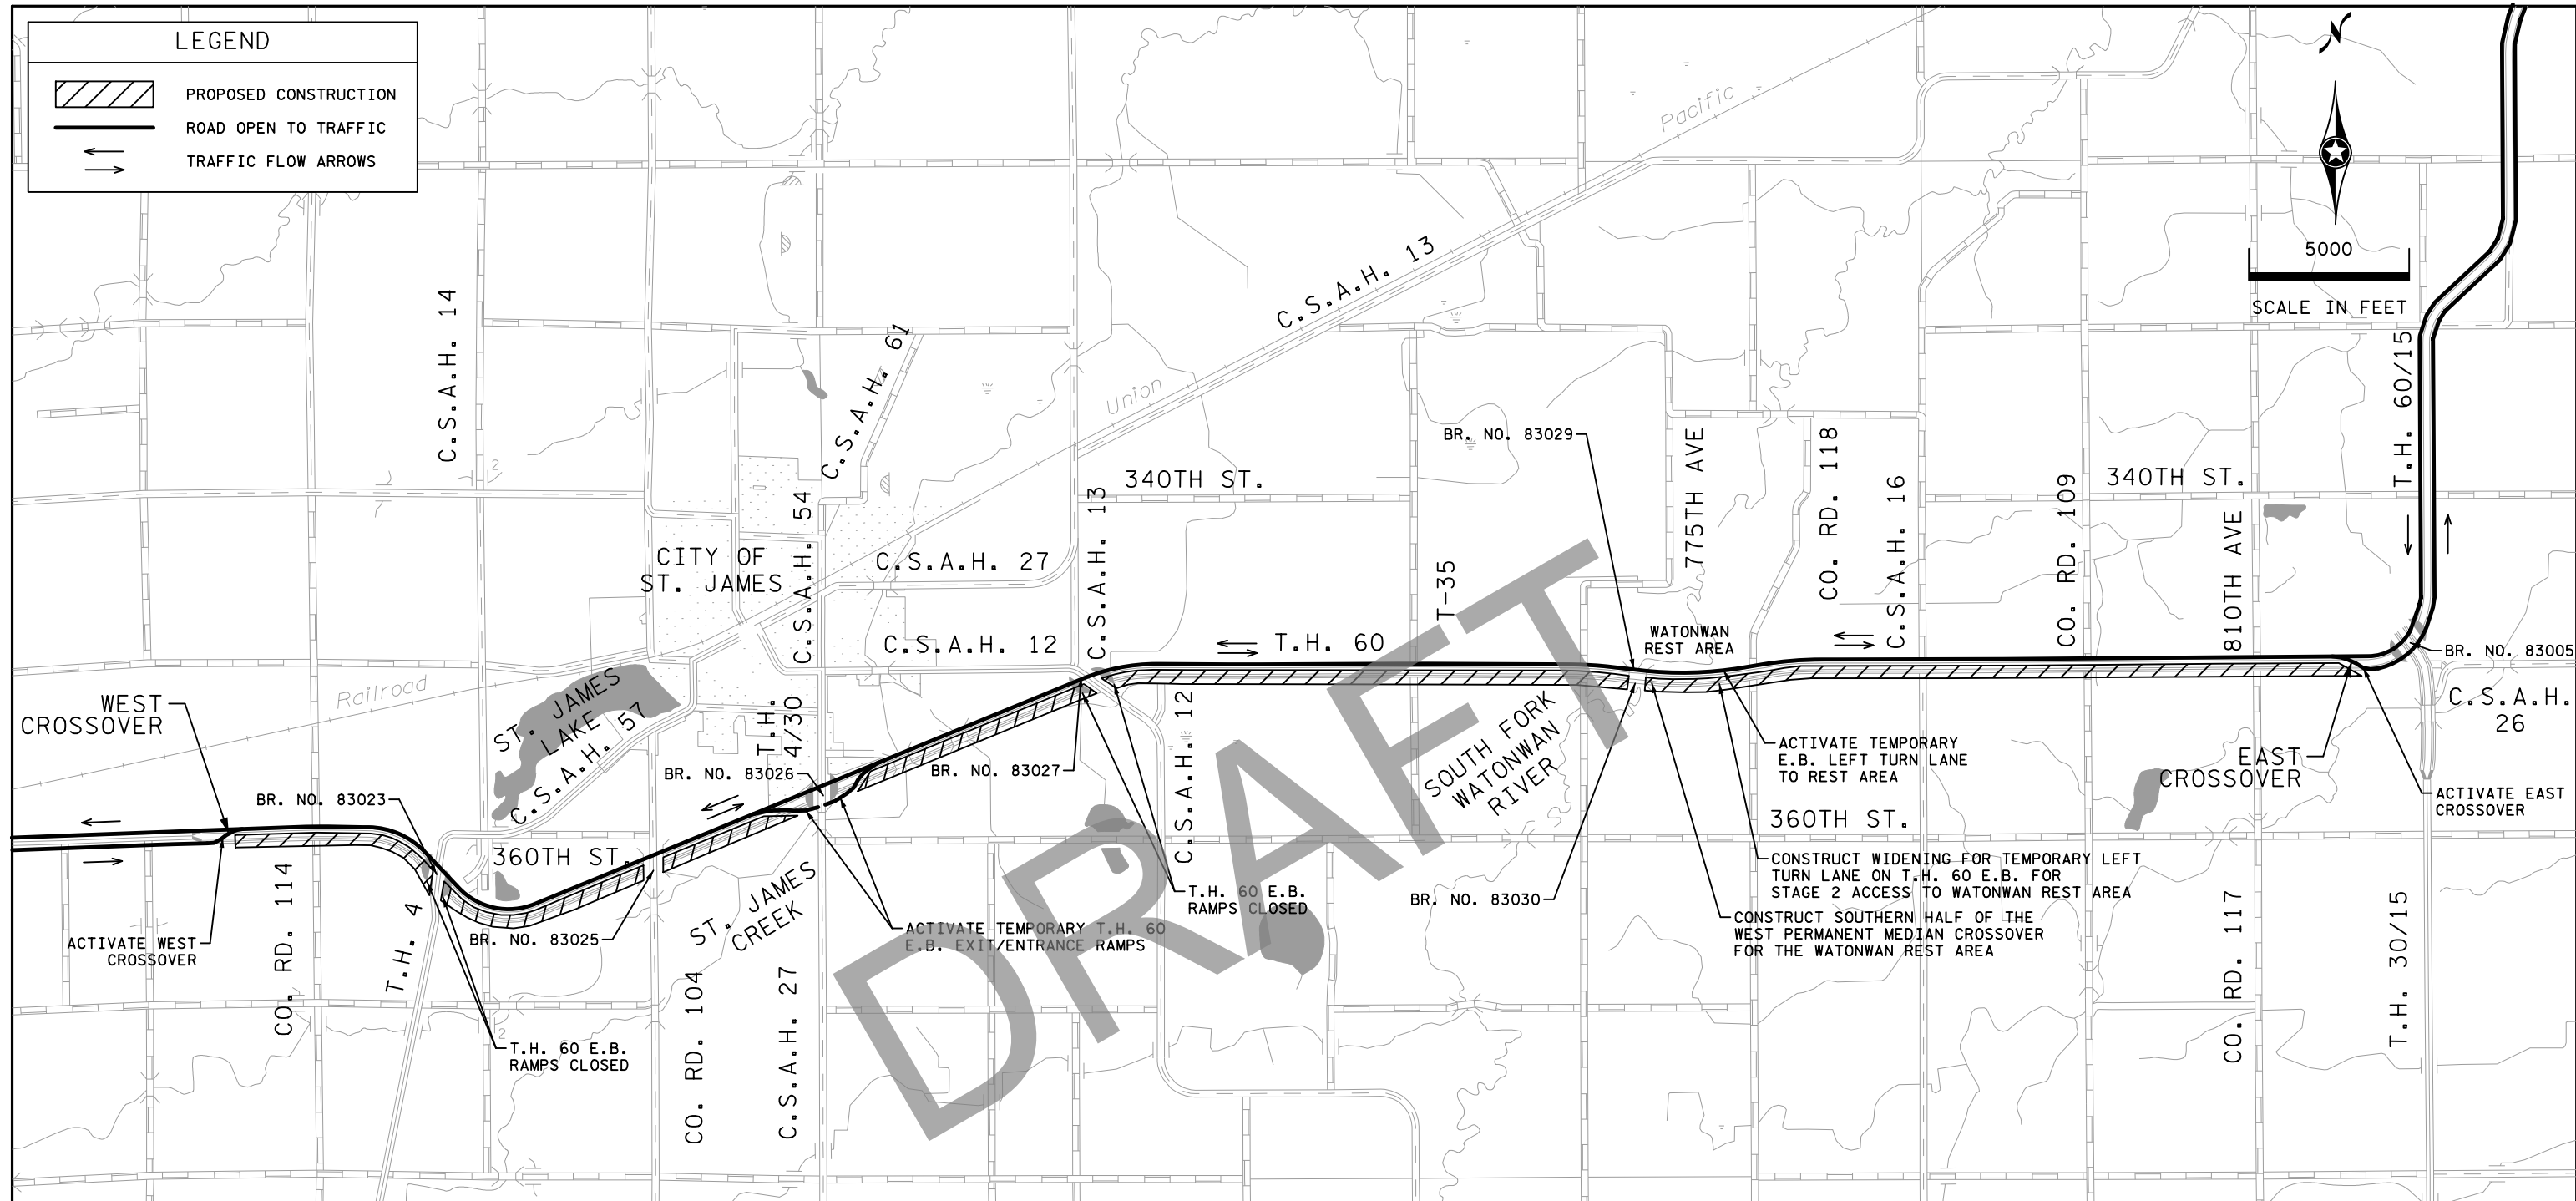 LEGEND
PROPOSED CONSTRUCTION
ROAD OPEN TO TRAFFIC
TRAFFIC FLOW ARROWS
N
5000
SCALE IN FEET
Pacific
Union
Railroad
C.S.A.H. 14
2
C.S.A.H. 61
C.S.A.H. 13
C.S.A.H. 54
CITY OF
ST. JAMES
C.S.A.H. 27
C.S.A.H. 12
C.S.A.H. 13
340TH ST.
T-35
BR. NO. 83029
775TH AVE
CO. RD. 118
C.S.A.H. 16
CO. RD. 109
340TH ST.
810TH AVE
T.H. 60/15
T.H. 60
WATONWAN
REST AREA
BR. NO. 83005
C.S.A.H.
26
WEST
CROSSOVER
ST. JAMES
LAKE
C.S.A.H. 57
T.H.
4/30
BR. NO. 83023
BR. NO. 83026
BR. NO. 83027
C.S.A.H. 12
SOUTH FORK
WATONWAN
RIVER
ACTIVATE TEMPORARY
E.B. LEFT TURN LANE
TO REST AREA
EAST
CROSSOVER
ACTIVATE EAST
CROSSOVER
360TH ST.
360TH ST.
CONSTRUCT WIDENING FOR TEMPORARY LEFT
TURN LANE ON T.H. 60 E.B. FOR
STAGE 2 ACCESS TO WATONWAN REST AREA
CONSTRUCT SOUTHERN HALF OF THE
WEST PERMANENT MEDIAN CROSSOVER
FOR THE WATONWAN REST AREA
BR. NO. 83030
T.H. 60 E.B.
RAMPS CLOSED
ACTIVATE TEMPORARY T.H. 60
E.B. EXIT/ENTRANCE RAMPS
ST. JAMES
CREEK
BR. NO. 83025
ACTIVATE WEST
CROSSOVER
CO. RD. 114
T.H. 4
2
T.H. 60 E.B.
RAMPS CLOSED
CO. RD. 104
C.S.A.H. 27
CO. RD. 117
T.H. 30/15
DRAFT